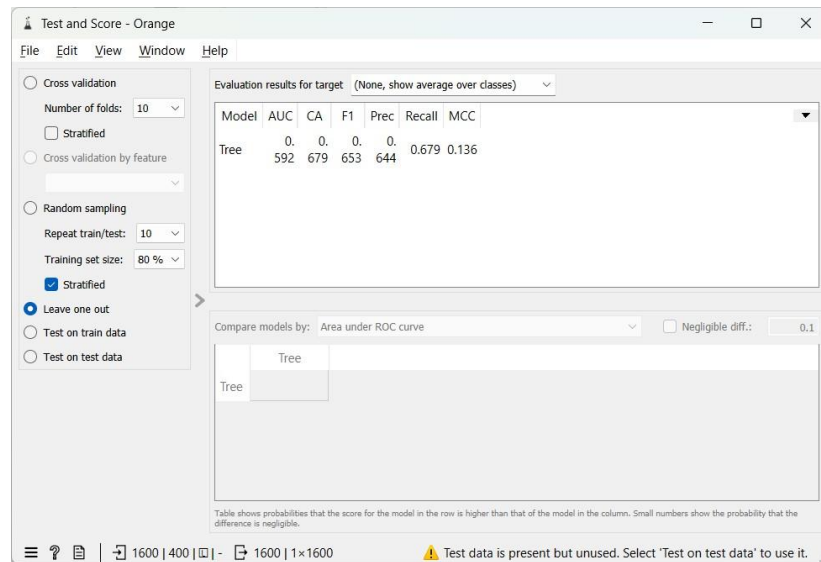 Test and Score - Orange
File Edit View Window Help
Cross validation
Number of folds: 10
Stratified
Cross validation by feature
Random sampling
Repeat train/test: 10
Training set size: 80 %
Stratified
Leave one out
Test on train data
Test on test data
Evaluation results for target (None, show average over classes)
Model AUC CA F1 Prec Recall MCC
Tree 0. 0. 0. 0. 0.679 0.136
592 679 653 644
Compare models by: Area under ROC curve Negligible diff.: 0.1
Tree
Tree
Table shows probabilities that the score for the model in the row is higher than that of the model in the column. Small numbers show the probability that the
difference is negligible.
1600 | 400 | - 1600 | 1×1600 Test data is present but unused. Select 'Test on test data' to use it.